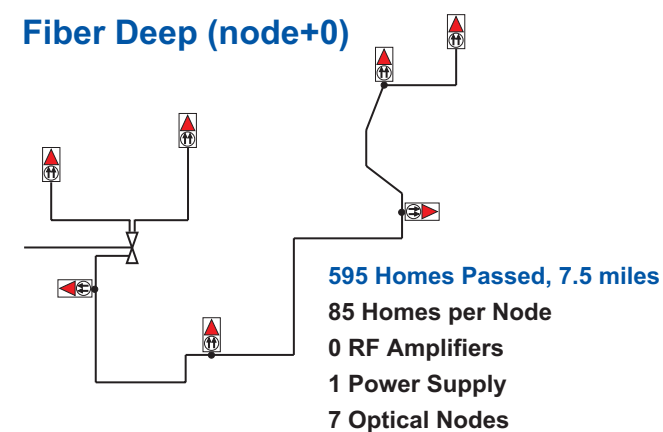 Fiber Deep (node+0)
595 Homes Passed, 7.5 miles
85 Homes per Node
0 RF Amplifiers
1 Power Supply
7 Optical Nodes